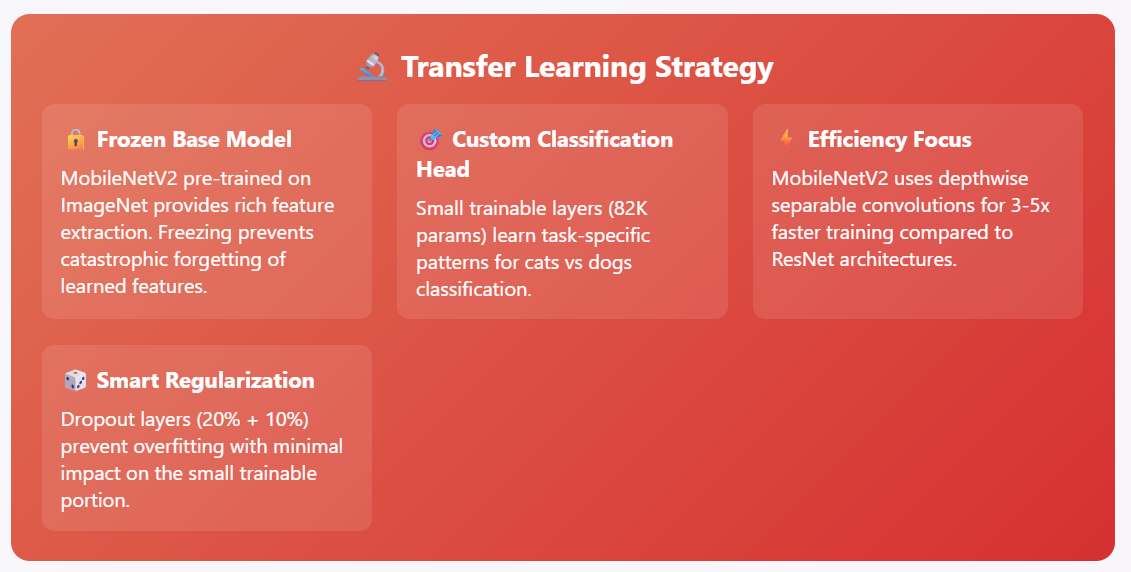 Transfer Learning Strategy
Frozen Base Model
MobileNetV2 pre-trained on
ImageNet provides rich feature
extraction. Freezing prevents
catastrophic forgetting of
learned features.
Custom Classification
Head
Small trainable layers (82K
params) learn task-specific
patterns for cats vs dogs
classification.
Efficiency Focus
MobileNetV2 uses depthwise
separable convolutions for 3-5x
faster training compared to
ResNet architectures.
Smart Regularization
Dropout layers (20% + 10%)
prevent overfitting with minimal
impact on the small trainable
portion.